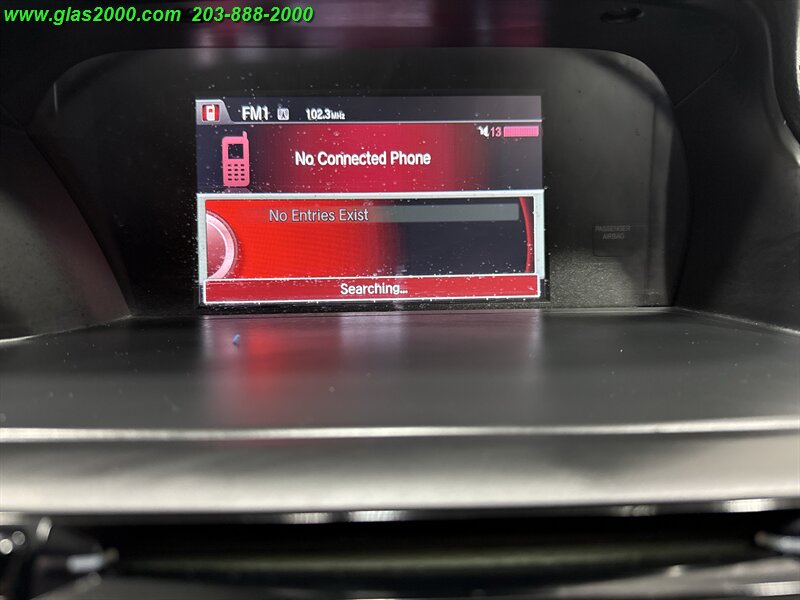 www.glas2000.com 203-888-2000
FM1 102.3MHz
13
No Connected Phone
No Entries Exist
Searching...
PASSENGER
AIRBAG